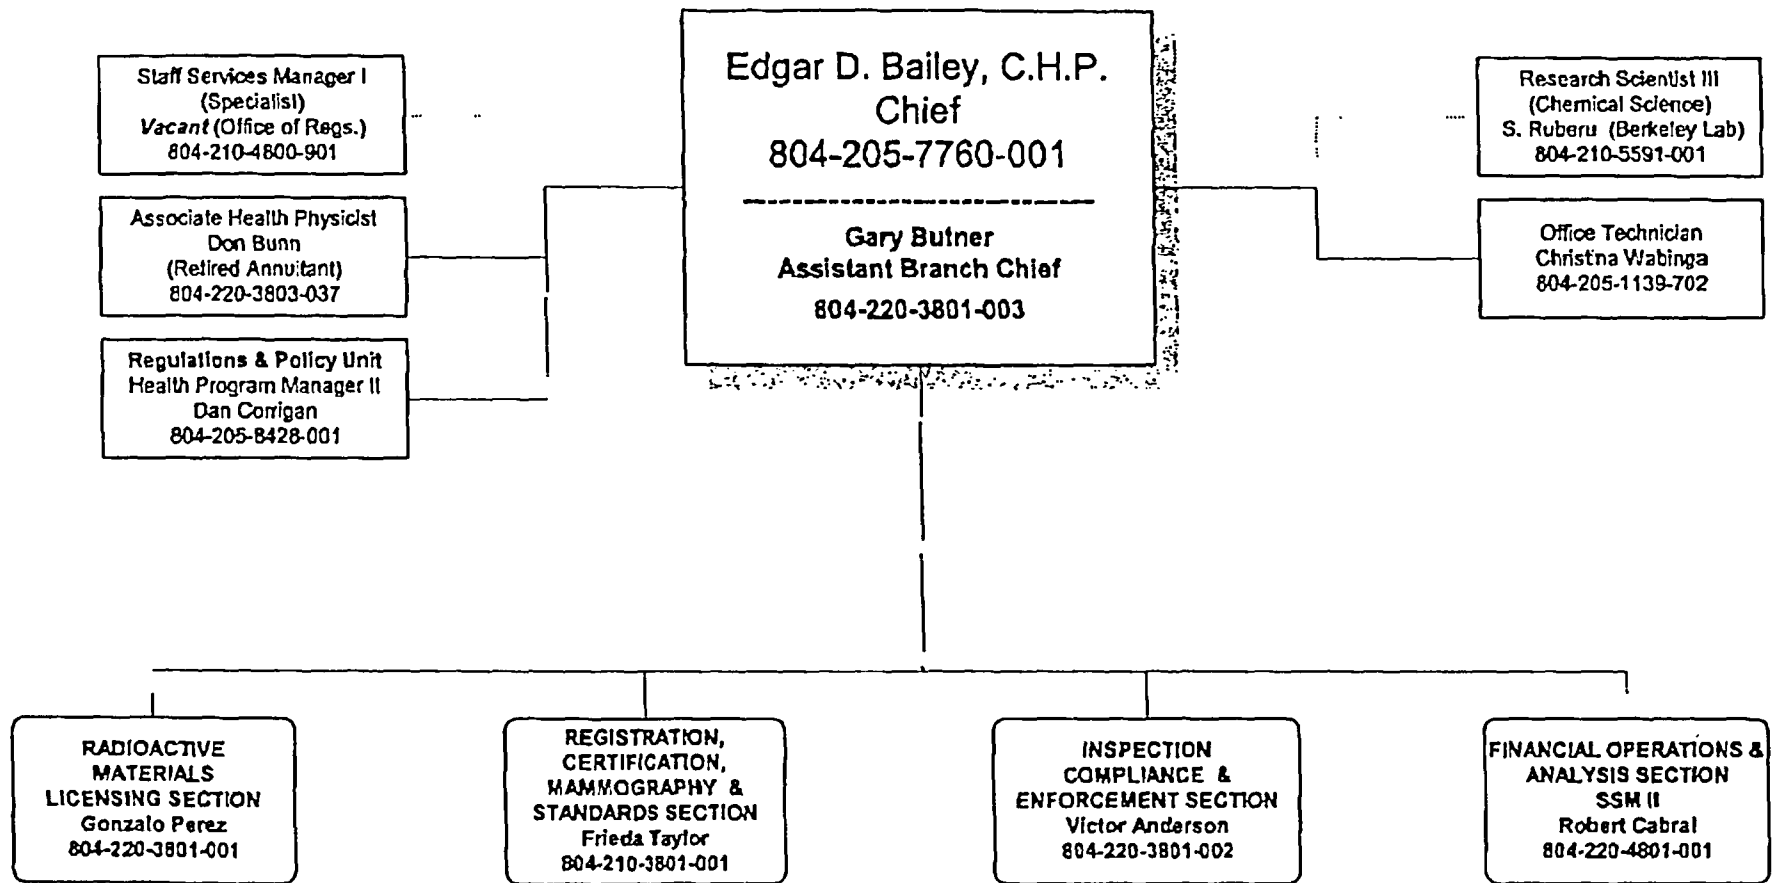 Edgar D. Bailey, C.H.P.
Chief
804-205-7760-001
Gary Butner
Assistant Branch Chief
804-220-3801-003
Staff Services Manager I
(Specialist)
Vacant (Office of Regs.)
804-210-4800-901
Associate Health Physicist
Don Bunn
(Retired Annuitant)
804-220-3803-037
Regulations & Policy Unit
Health Program Manager II
Dan Corrigan
804-205-8428-001
Research Scientist III
(Chemical Science)
S. Ruberu (Berkeley Lab)
804-210-5591-001
Office Technician
Christina Wabinga
804-205-1139-702
RADIOACTIVE
MATERIALS
LICENSING SECTION
Gonzalo Perez
804-220-3801-001
REGISTRATION,
CERTIFICATION,
MAMMOGRAPHY &
STANDARDS SECTION
Frieda Taylor
804-210-3801-001
INSPECTION
COMPLIANCE &
ENFORCEMENT SECTION
Victor Anderson
804-220-3801-002
FINANCIAL OPERATIONS &
ANALYSIS SECTION
SSM II
Robert Cabral
804-220-4801-001